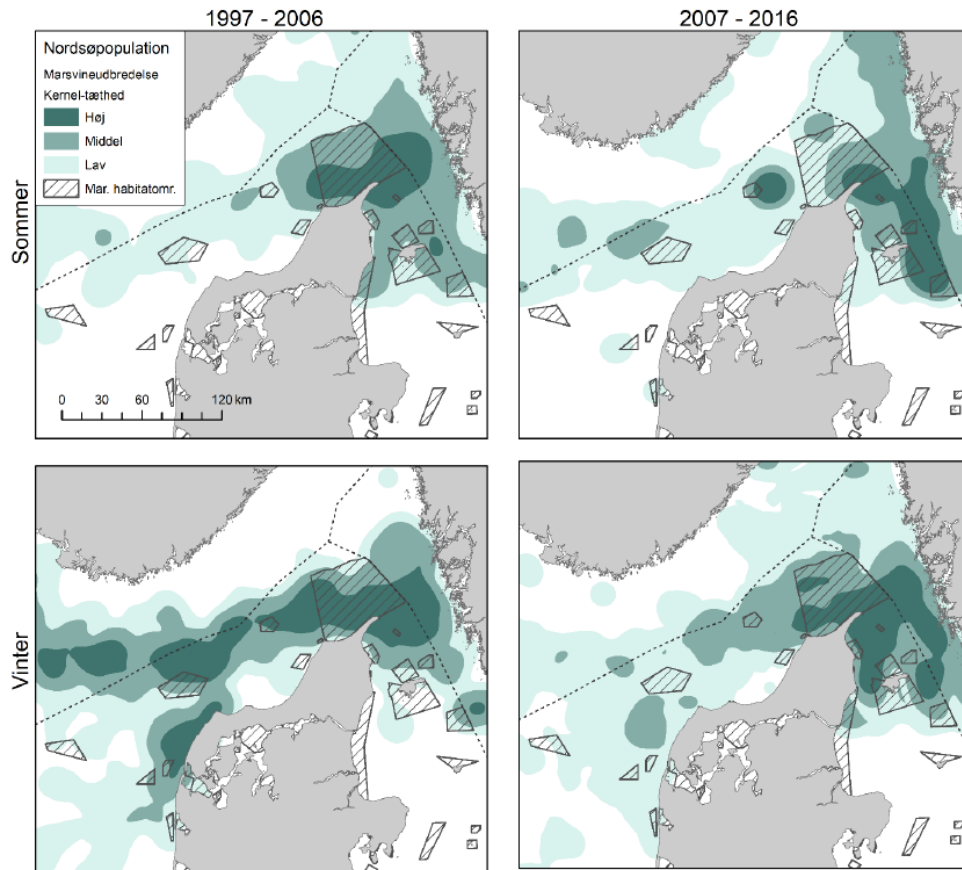 1997 - 2006
2007 - 2016
Nordsøpopulation
Marsvineudbredelse
Kernel-tæthed
Høj
Middel
Lav
Mar. habitatomr.
Sommer
0 30 60 120 km
Vinter